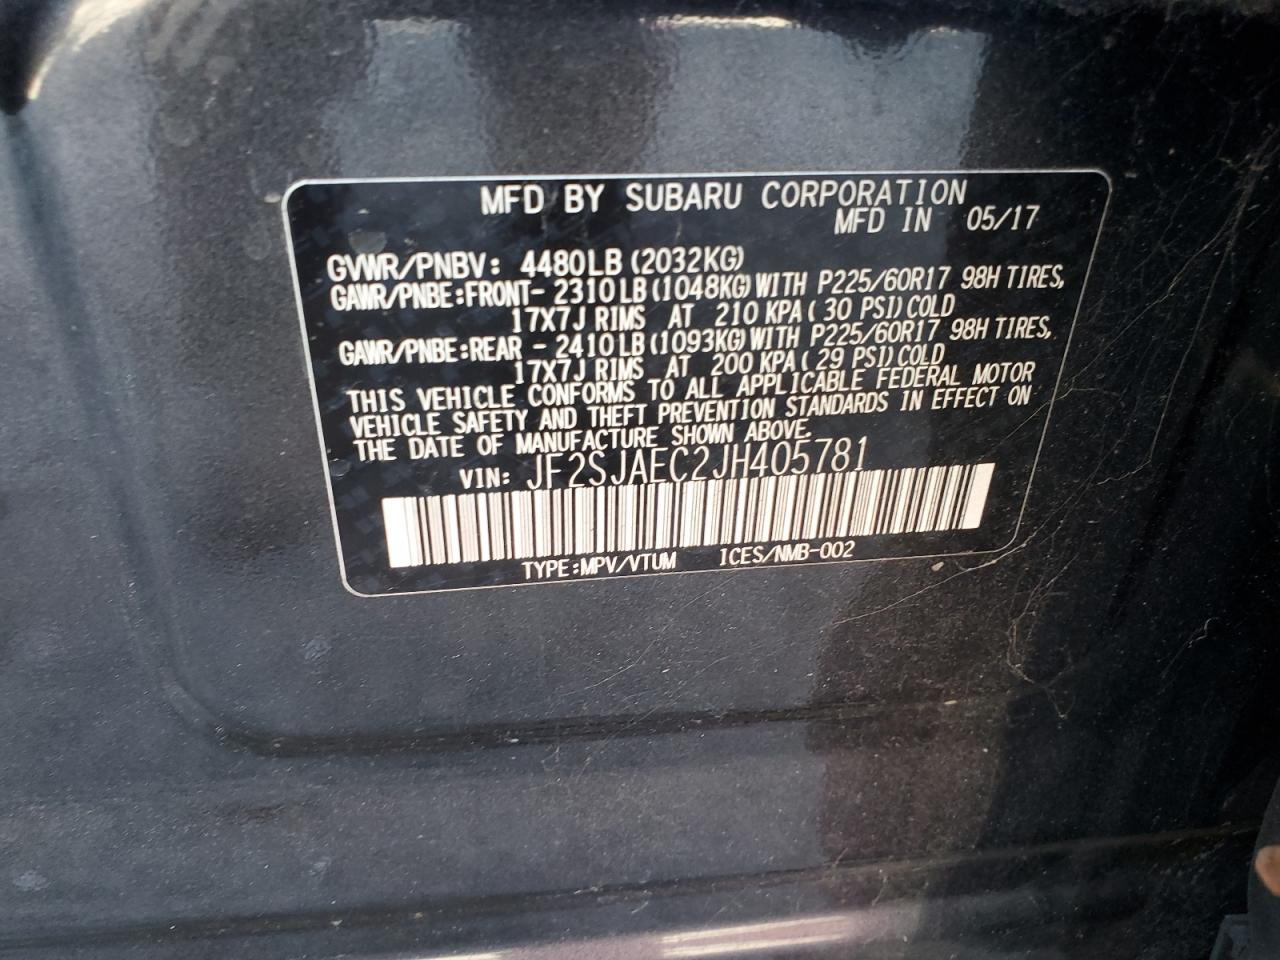 MFD BY SUBARU CORPORATION
MFD IN 05/17
GVWR/PNBV: 4480LB (2032KG)
GAWR/PNBE:FRONT- 2310LB(1048KG)WITH P225/60R17 98H TIRES,
17X7J RIMS AT 210 KPA( 30 PSI)COLD
GAWR/PNBE:REAR - 2410LB(1093KG)WITH P225/60R17 98H TIRES,
17X7J RIMS AT 200 KPA( 29 PSI)COLD
THIS VEHICLE CONFORMS TO ALL APPLICABLE FEDERAL MOTOR
VEHICLE SAFETY AND THEFT PREVENTION STANDARDS IN EFFECT ON
THE DATE OF MANUFACTURE SHOWN ABOVE.
VIN: JF2SJAEC2JH405781
TYPE:MPV/VTUM ICES/NMB-002